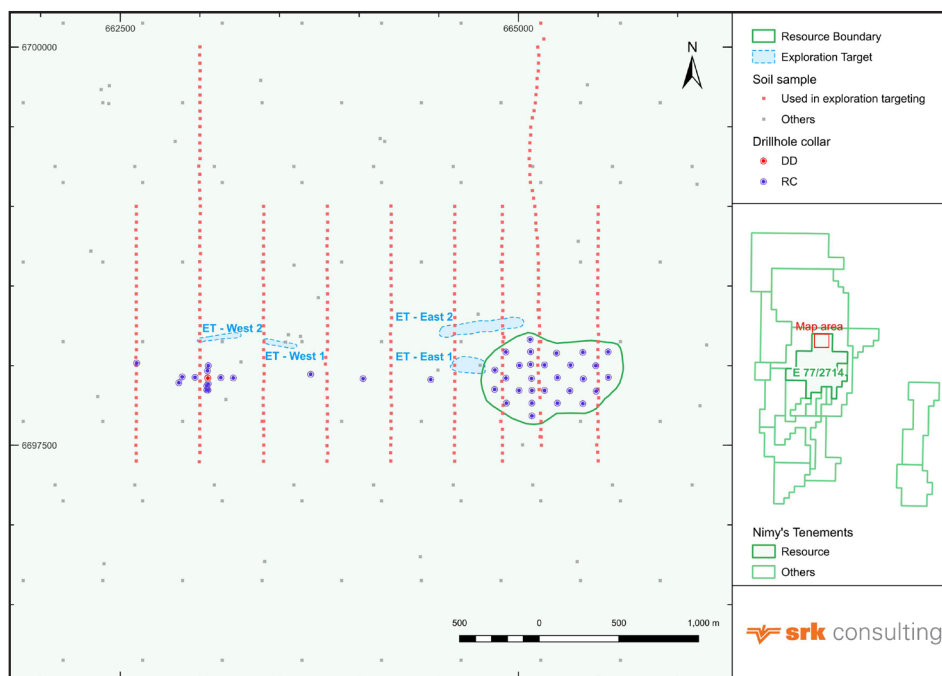 662500
665000
6700000
6697500
N
ET - West 2
ET - West 1
ET - East 2
ET - East 1
500 0 500 1,000 m
Resource Boundary
Exploration Target
Soil sample
Used in exploration targeting
Others
Drillhole collar
DD
RC
Map area
E 77/2714
Nimy's Tenements
Resource
Others
srk consulting